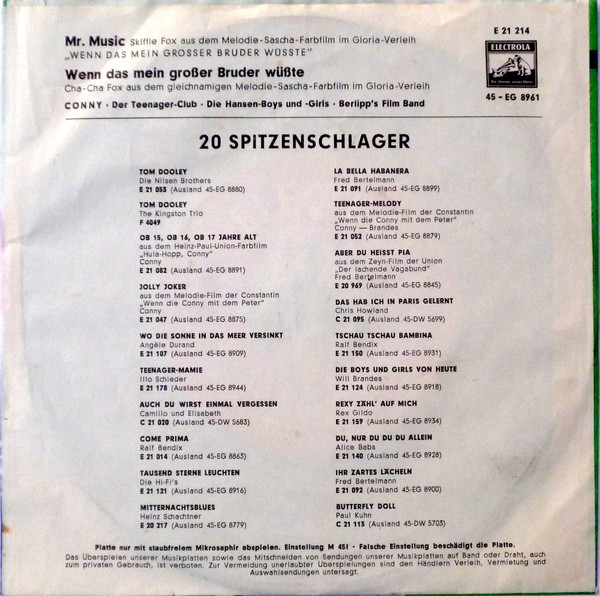 Mr. Music Skiffle Fox aus dem Melodie-Sascha-Farbfilm im Gloria-Verleih
„WENN DAS MEIN GROSSER BRUDER WÜSSTE"
Wenn das mein großer Bruder wüßte
Cha-Cha Fox aus dem gleichnamigen Melodie-Sascha-Farbfilm im Gloria-Verleih
CONNY · Der Teenager-Club · Die Hansen-Boys und -Girls · Berlipp's Film Band
E 21 214
ELECTROLA
45 - EG 8961
20 SPITZENSCHLAGER
TOM DOOLEY
Die Nilsen Brothers
E 21 053 (Ausland 45-EG 8880)
TOM DOOLEY
The Kingston Trio
F 4049
OB 15, OB 16, OB 17 JAHRE ALT
aus dem Heinz-Paul-Union-Farbfilm
„Hula-Hopp, Conny"
Conny
E 21 082 (Ausland 45-EG 8891)
JOLLY JOKER
aus dem Melodie-Film der Constantin
„Wenn die Conny mit dem Peter"
Conny
E 21 047 (Ausland 45-EG 8875)
WO DIE SONNE IN DAS MEER VERSINKT
Angèle Durand
E 21 107 (Ausland 45-EG 8909)
TEENAGER-MAMIE
Illo Schieder
E 21 178 (Ausland 45-EG 8944)
AUCH DU WIRST EINMAL VERGESSEN
Camillo und Elisabeth
C 21 020 (Ausland 45-DW 5683)
COME PRIMA
Ralf Bendix
E 21 014 (Ausland 45-EG 8863)
TAUSEND STERNE LEUCHTEN
Die Hi-Fi's
E 21 121 (Ausland 45-EG 8916)
MITTERNACHTSBLUES
Heinz Schachtner
E 20 217 (Ausland 45-EG 8779)
LA BELLA HABANERA
Fred Bertelmann
E 21 091 (Ausland 45-EG 8899)
TEENAGER-MELODY
aus dem Melodie-Film der Constantin
„Wenn die Conny mit dem Peter"
Conny — Brandes
E 21 052 (Ausland 45-EG 8879)
ABER DU HEISST PIA
aus dem Zeyn-Film der Union
„Der lachende Vagabund"
Fred Bertelmann
E 20 969 (Ausland 45-EG 8845)
DAS HAB ICH IN PARIS GELERNT
Chris Howland
C 21 095 (Ausland 45-DW 5699)
TSCHAU TSCHAU BAMBINA
Ralf Bendix
E 21 150 (Ausland 45-EG 8931)
DIE BOYS UND GIRLS VON HEUTE
Will Brandes
E 21 124 (Ausland 45-EG 8918)
REXY ZÄHL' AUF MICH
Rex Gildo
E 21 159 (Ausland 45-EG 8934)
DU, NUR DU DU DU ALLEIN
Alice Babs
E 21 140 (Ausland 45-EG 8928)
IHR ZARTES LÄCHELN
Fred Bertelmann
E 21 092 (Ausland 45-EG 8900)
BUTTERFLY DOLL
Paul Kuhn
C 21 113 (Ausland 45-DW 5703)
Platte nur mit staubfreiem Mikrosaphir abspielen. Einstellung M 45! - Falsche Einstellung beschädigt die Platte.
Das Überspielen unserer Musikplatten sowie das Mitschneiden von Sendungen unserer Musikplatten auf Band oder Draht, auch
zum privaten Gebrauch, ist verboten. Zur Vermeidung unerlaubter Überspielungen sind den Händlern Verleih, Vermietung und
Auswahlsendungen untersagt.